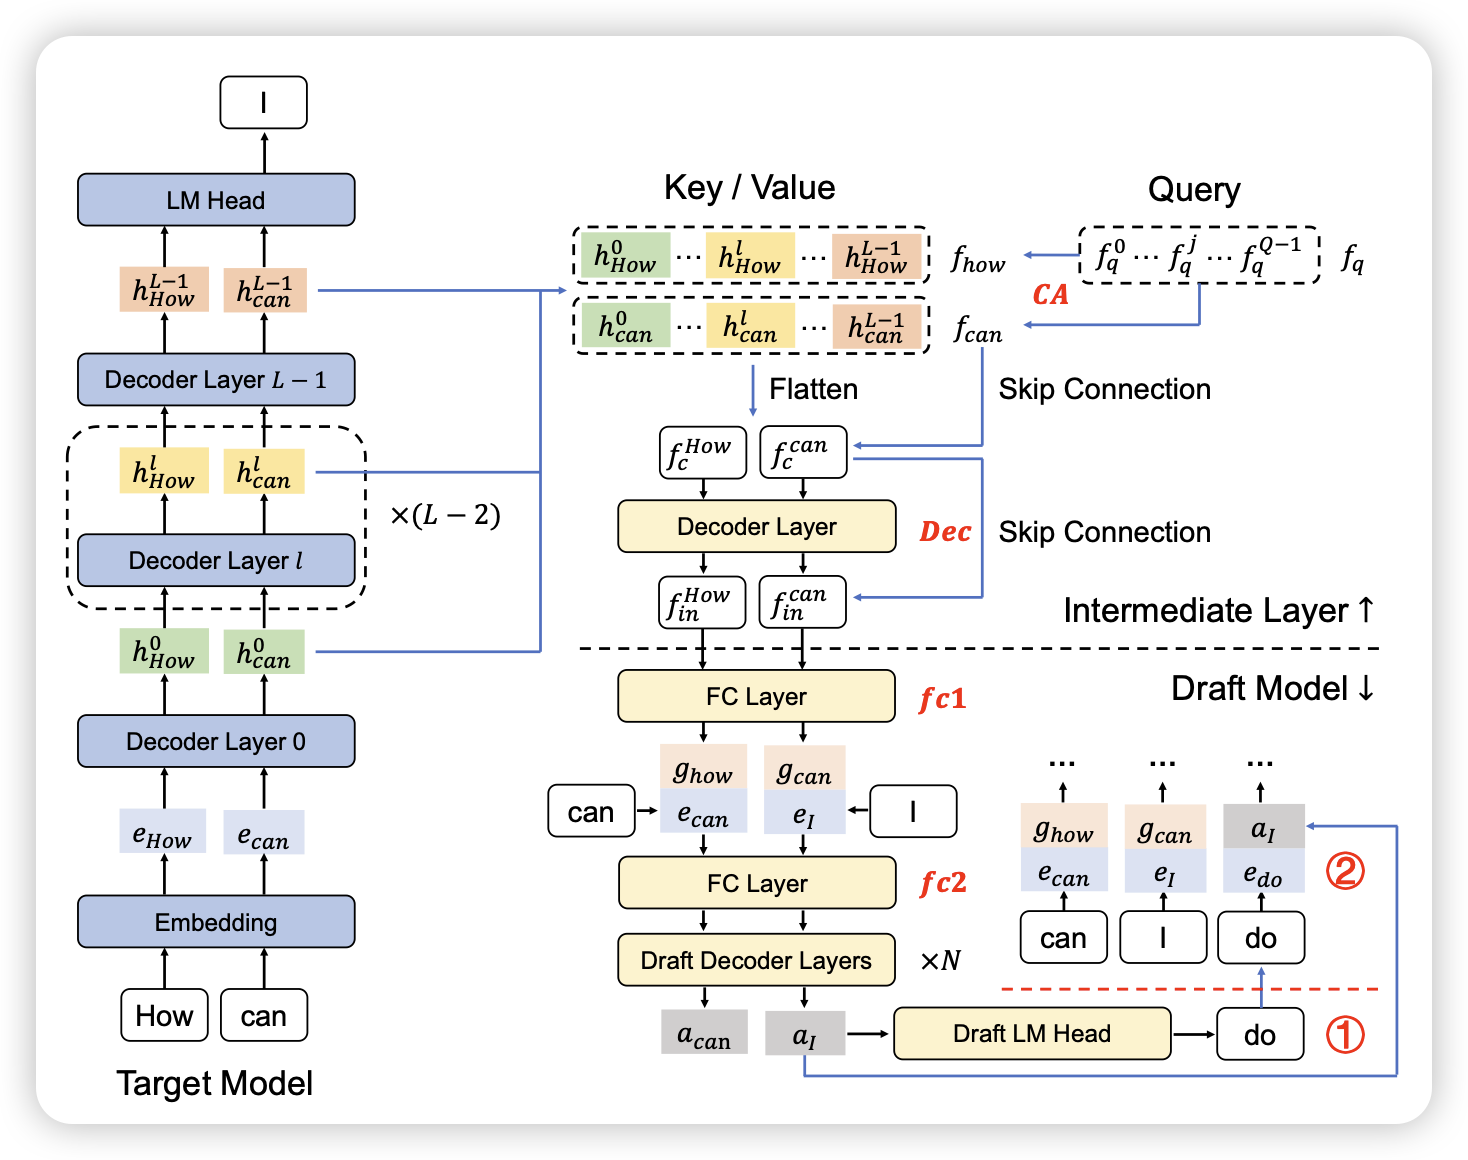 I
LM Head
h_{How}^{L-1} h_{can}^{L-1}
Decoder Layer L − 1
h_{How}^{l} h_{can}^{l}
×(L − 2)
Decoder Layer l
h_{How}^{0} h_{can}^{0}
Decoder Layer 0
e_{How} e_{can}
Embedding
How can
Target Model
Key / Value
Query
h_{How}^{0} ⋯ h_{How}^{l} ⋯ h_{How}^{L-1} f_{how}
f_q^0 ⋯ f_q^j ⋯ f_q^{Q-1} f_q
CA
h_{can}^{0} ⋯ h_{can}^{l} ⋯ h_{can}^{L-1} f_{can}
Flatten
Skip Connection
f_c^{How} f_c^{can}
Decoder Layer
Dec
Skip Connection
f_{in}^{How} f_{in}^{can}
Intermediate Layer ↑
Draft Model ↓
FC Layer
fc1
g_{how} g_{can}
can
e_{can} e_I
I
FC Layer
fc2
Draft Decoder Layers
×N
a_{can} a_I
Draft LM Head
do
①
⋯ ⋯ ⋯
g_{how} g_{can} a_I
e_{can} e_I e_{do}
②
can I do